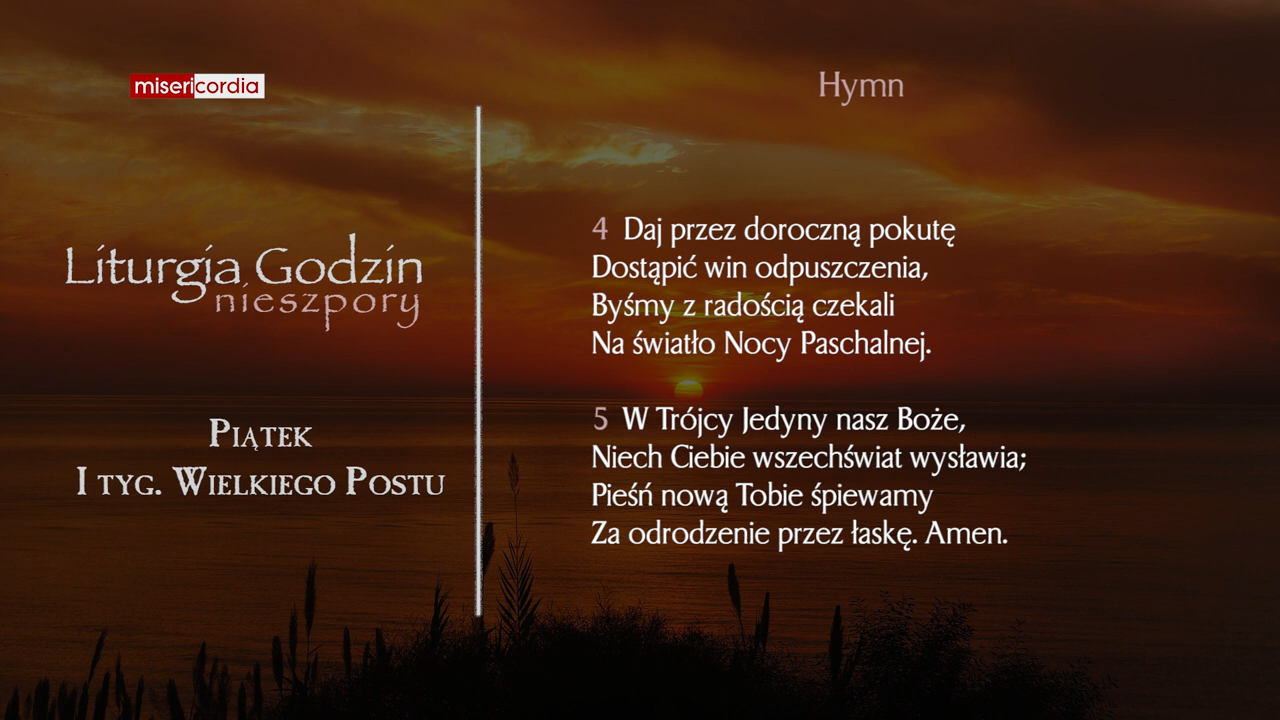 misericordia
Liturgia Godzin
nieszpory
Piątek
I tyg. Wielkiego Postu
Hymn
4 Daj przez doroczną pokutę
Dostąpić win odpuszczenia,
Byśmy z radością czekali
Na światło Nocy Paschalnej.
5 W Trójcy Jedyny nasz Boże,
Niech Ciebie wszechświat wysławia;
Pieśń nową Tobie śpiewamy
Za odrodzenie przez łaskę. Amen.